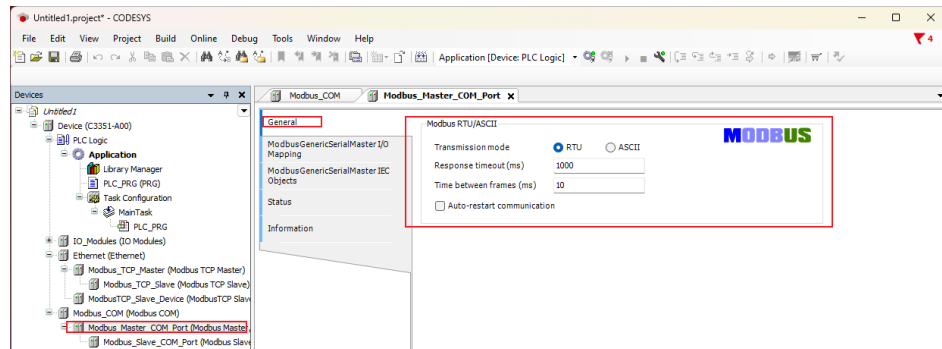 Untitled1.project* - CODESYS
File Edit View Project Build Online Debug Tools Window Help
4
Application [Device: PLC Logic]
Devices
Modbus_COM
Modbus_Master_COM_Port
Untitled1
Device (C3351-A00)
PLC Logic
Application
Library Manager
PLC_PRG (PRG)
Task Configuration
MainTask
PLC_PRG
IO_Modules (IO Modules)
Ethernet (Ethernet)
Modbus_TCP_Master (Modbus TCP Master)
Modbus_TCP_Slave (Modbus TCP Slave)
ModbusTCP_Slave_Device (ModbusTCP Slav
Modbus_COM (Modbus COM)
Modbus_Master_COM_Port (Modbus Master,
Modbus_Slave_COM_Port (Modbus Slave
General
ModbusGenericSerialMaster I/O
Mapping
ModbusGenericSerialMaster IEC
Objects
Status
Information
Modbus RTU/ASCII
MODBUS
Transmission mode RTU ASCII
Response timeout (ms) 1000
Time between frames (ms) 10
Auto-restart communication